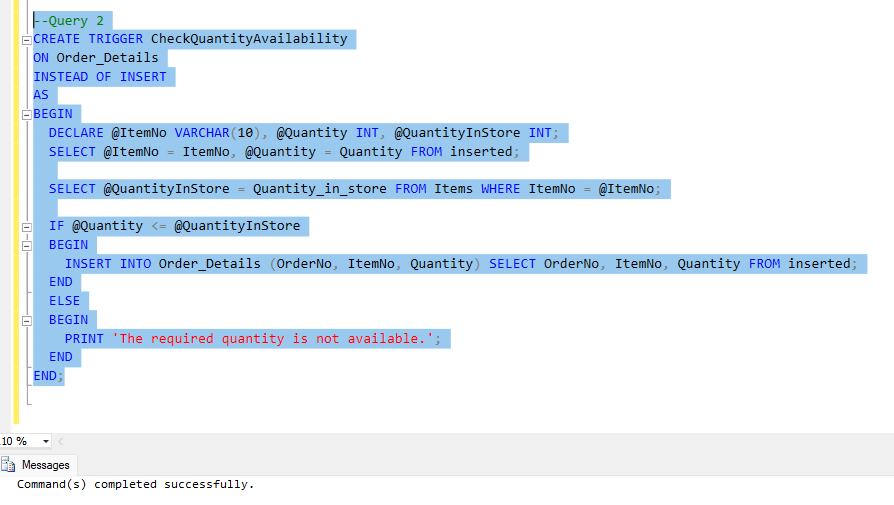 --Query 2
CREATE TRIGGER CheckQuantityAvailability
ON Order_Details
INSTEAD OF INSERT
AS
BEGIN
DECLARE @ItemNo VARCHAR(10), @Quantity INT, @QuantityInStore INT;
SELECT @ItemNo = ItemNo, @Quantity = Quantity FROM inserted;
SELECT @QuantityInStore = Quantity_in_store FROM Items WHERE ItemNo = @ItemNo;
IF @Quantity <= @QuantityInStore
BEGIN
INSERT INTO Order_Details (OrderNo, ItemNo, Quantity) SELECT OrderNo, ItemNo, Quantity FROM inserted;
END
ELSE
BEGIN
PRINT 'The required quantity is not available.';
END
END;
10 %
Messages
Command(s) completed successfully.